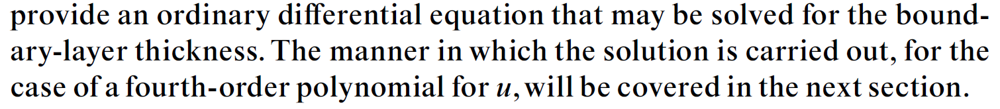 provide an ordinary differential equation that may be solved for the bound-
ary-layer thickness. The manner in which the solution is carried out, for the
case of a fourth-order polynomial for u, will be covered in the next section.